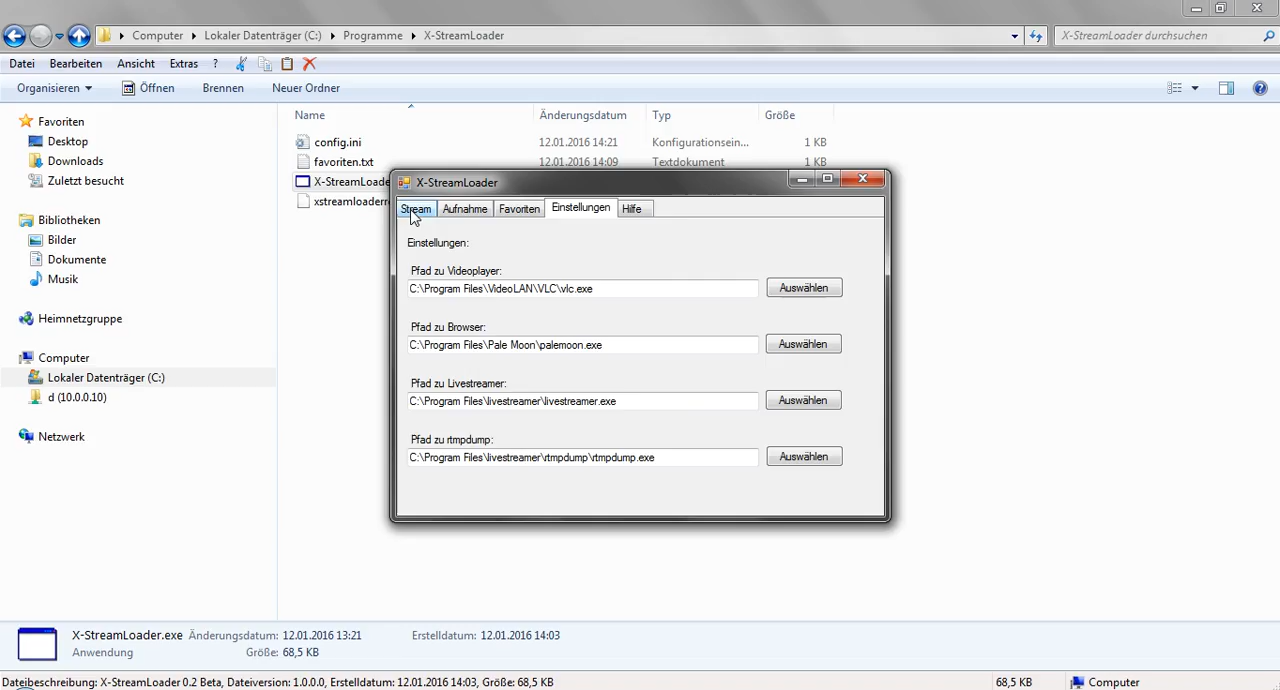 Computer Lokaler Datenträger (C:) Programme X-StreamLoader X-StreamLoader durchsuchen
Datei Bearbeiten Ansicht Extras ?
Organisieren Öffnen Brennen Neuer Ordner
Favoriten
Desktop
Downloads
Zuletzt besucht
Bibliotheken
Bilder
Dokumente
Musik
Heimnetzgruppe
Computer
Lokaler Datenträger (C:)
d (10.0.0.10)
Netzwerk
Name Änderungsdatum Typ Größe
config.ini 12.01.2016 14:21 Konfigurationsein... 1 KB
favoriten.txt 12.01.2016 14:09 Textdokument 1 KB
X-StreamLoade
xstreamloaderre
X-StreamLoader
Stream Aufnahme Favoriten Einstellungen Hilfe
Einstellungen:
Pfad zu Videoplayer:
C:\Program Files\VideoLAN\VLC\vlc.exe Auswählen
Pfad zu Browser:
C:\Program Files\Pale Moon\palemoon.exe Auswählen
Pfad zu Livestreamer:
C:\Program Files\livestreamer\livestreamer.exe Auswählen
Pfad zu rtmpdump:
C:\Program Files\livestreamer\rtmpdump\rtmpdump.exe Auswählen
X-StreamLoader.exe Änderungsdatum: 12.01.2016 13:21 Erstelldatum: 12.01.2016 14:03
Anwendung Größe: 68,5 KB
Dateibeschreibung: X-StreamLoader 0.2 Beta, Dateiversion: 1.0.0.0, Erstelldatum: 12.01.2016 14:03, Größe: 68,5 KB 68,5 KB Computer